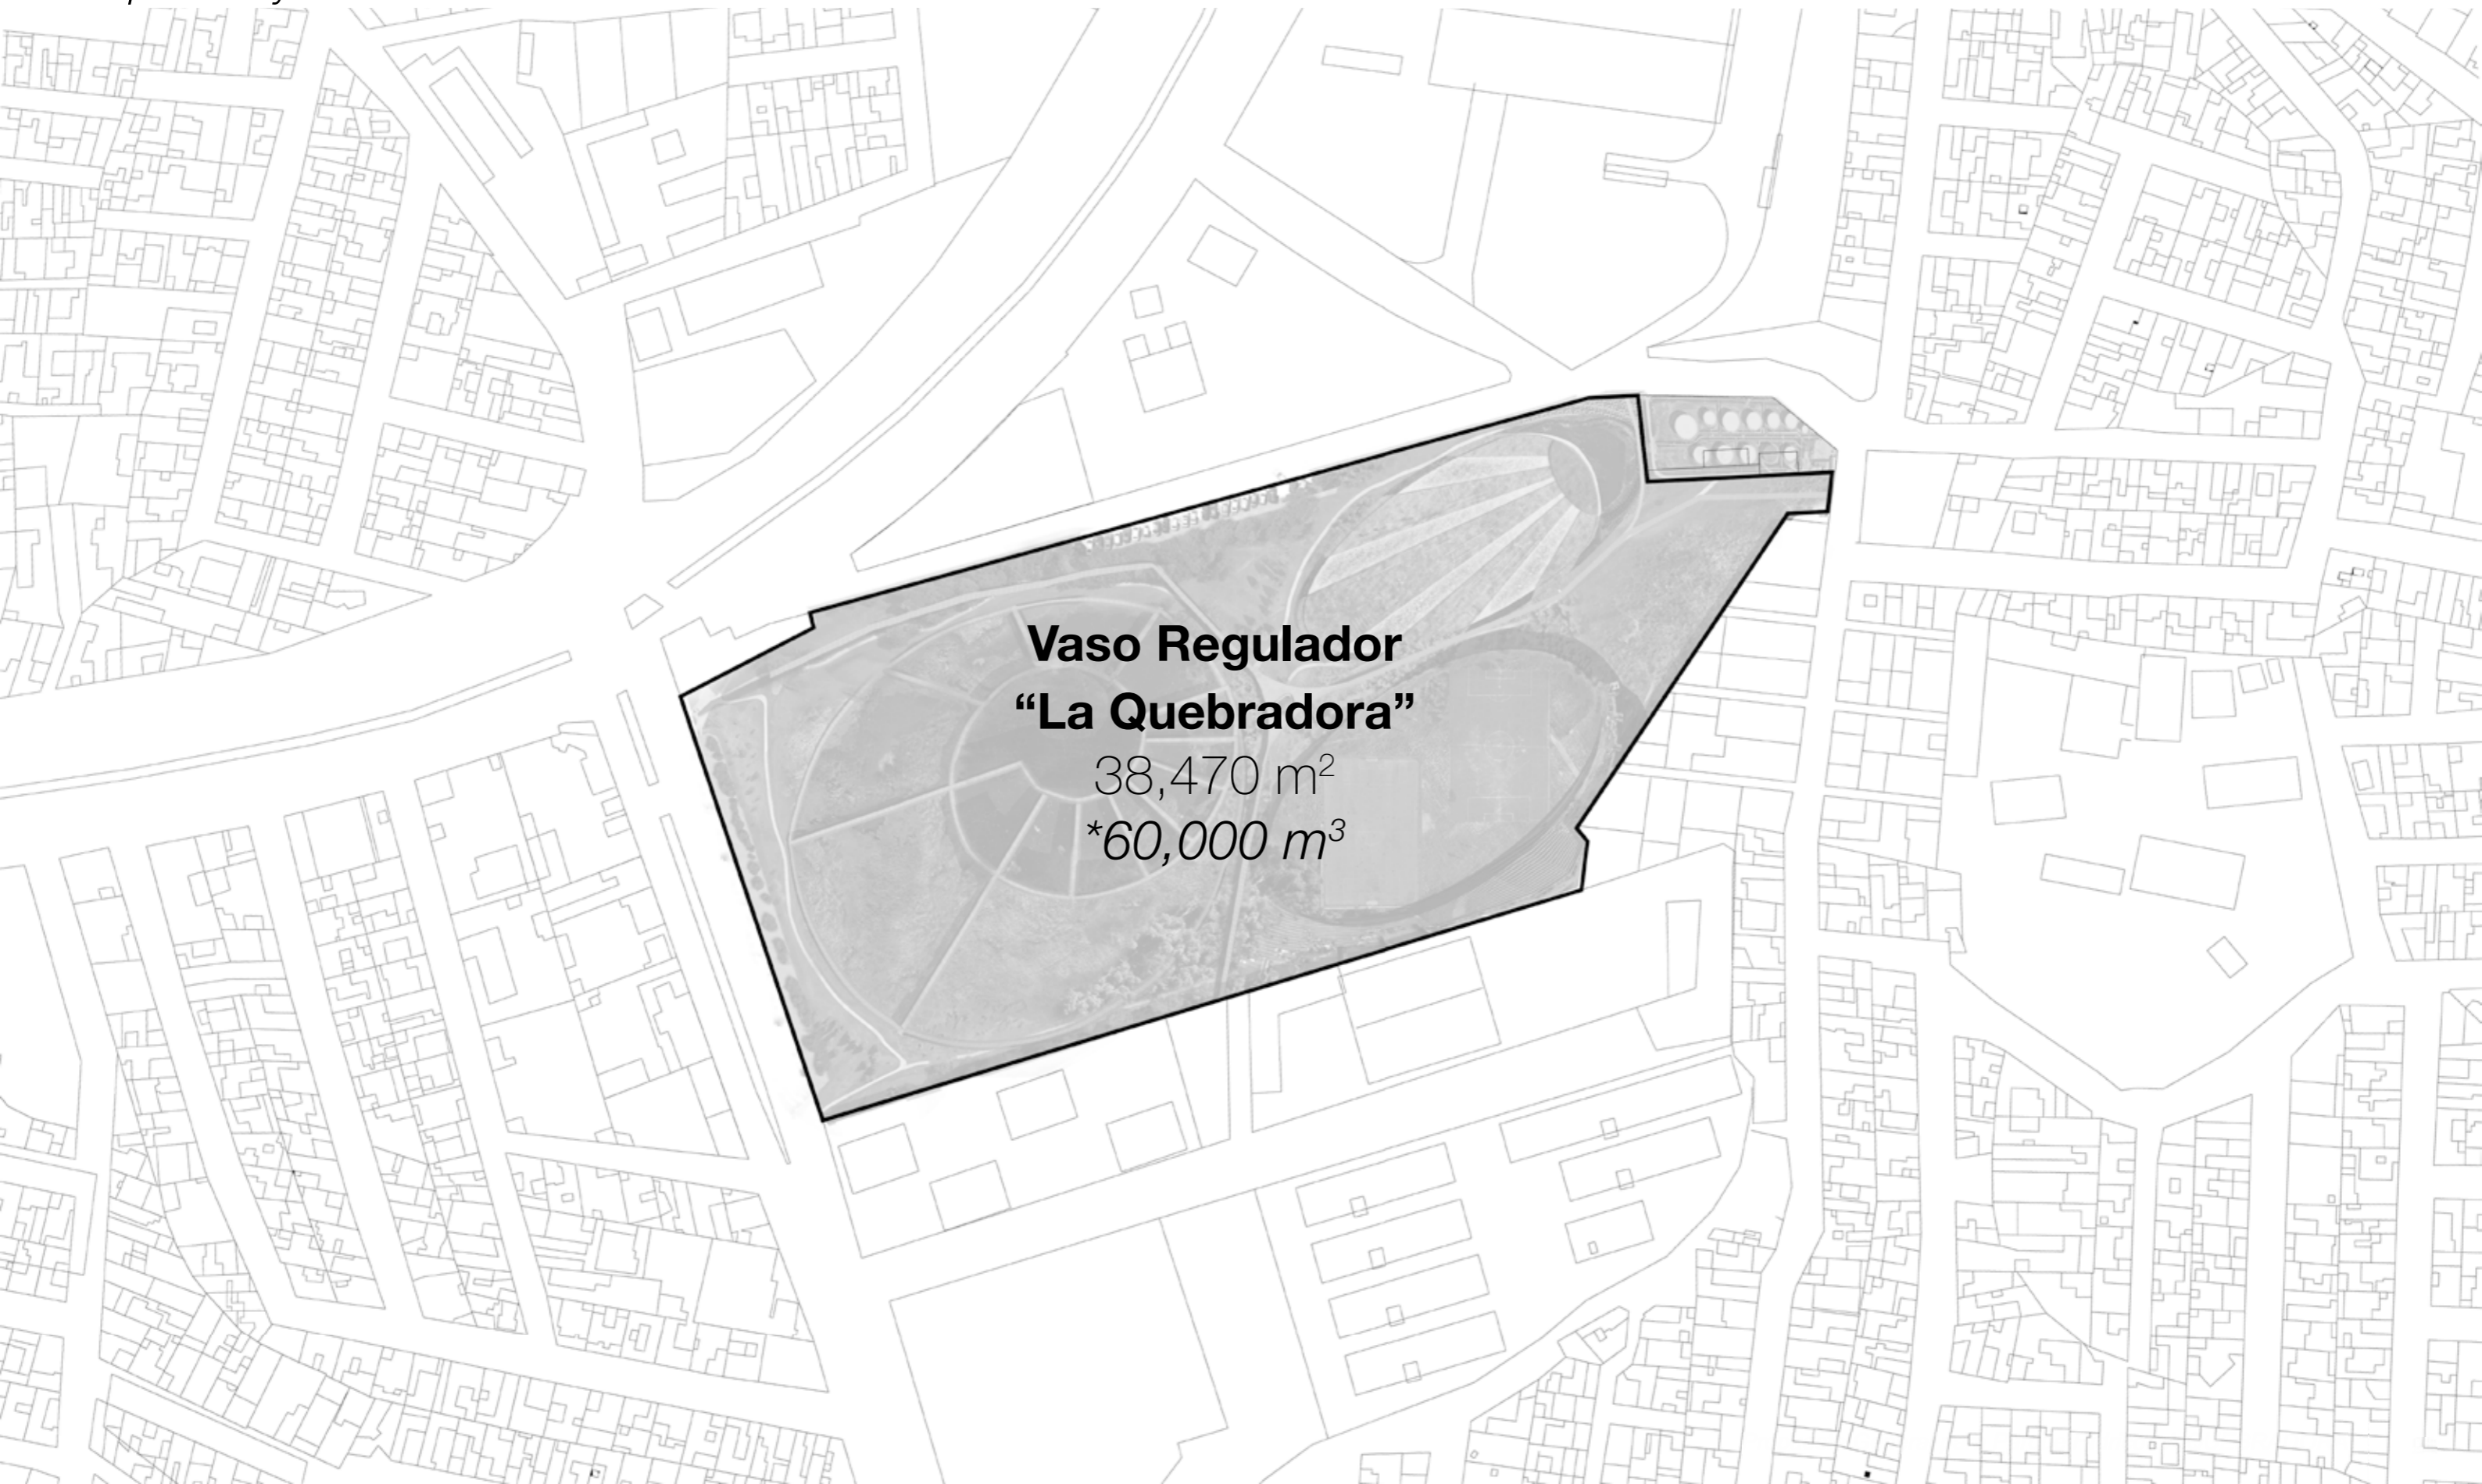 Vaso Regulador
“La Quebradora”
38,470 m²
*60,000 m³